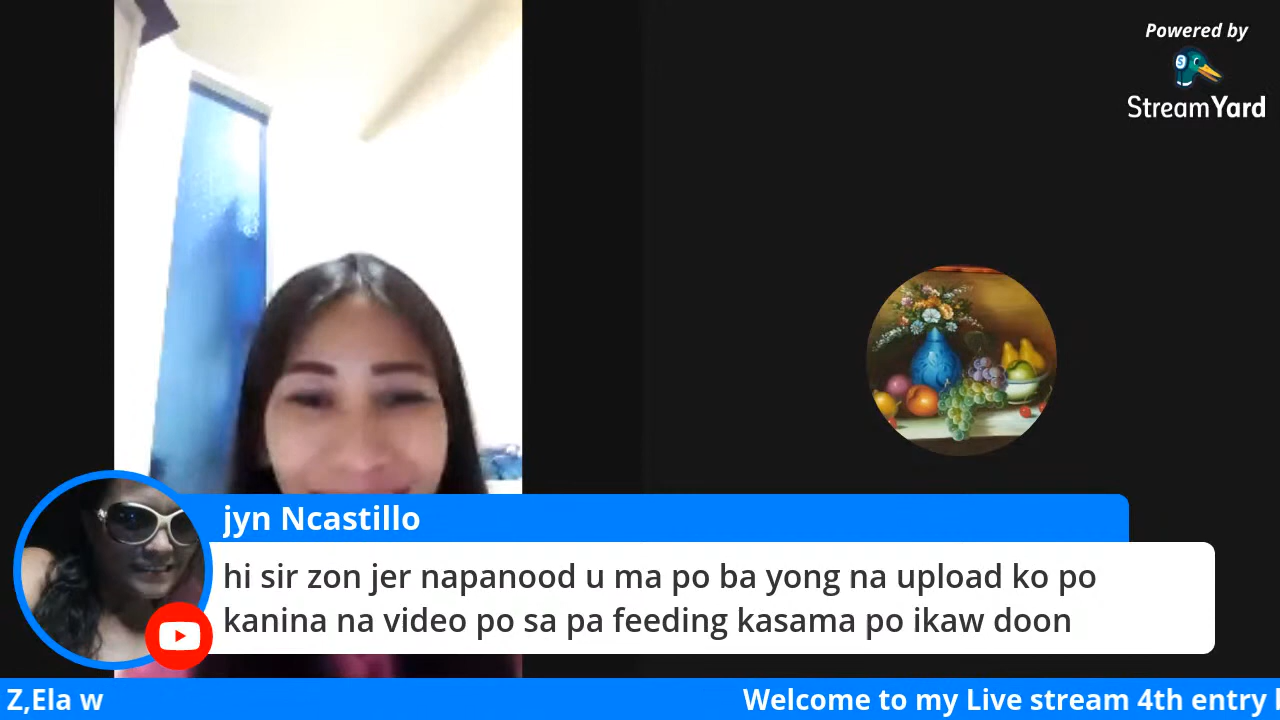 Powered by
StreamYard
jyn Ncastillo
hi sir zon jer napanood u ma po ba yong na upload ko po
kanina na video po sa pa feeding kasama po ikaw doon
Z,Ela w
Welcome to my Live stream 4th entry